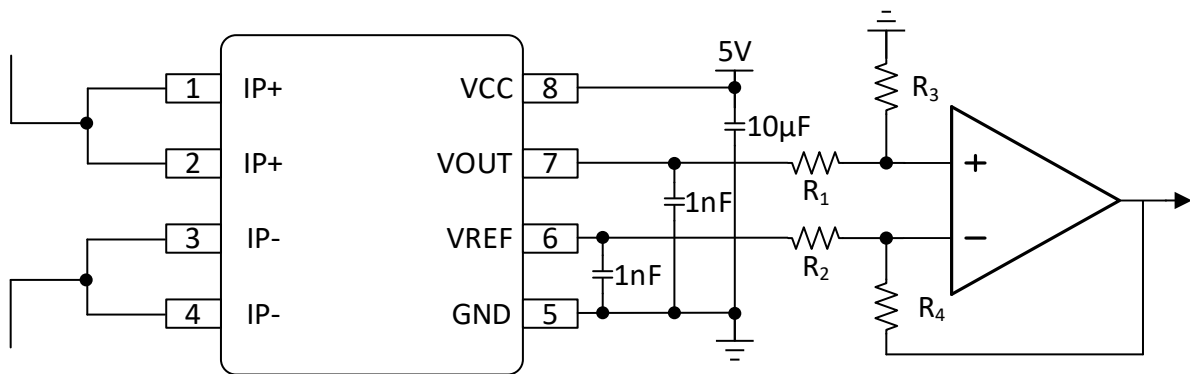 5V
1 IP+ VCC 8
R3
10µF
2 IP+ VOUT 7
R1
+
1nF
3 IP- VREF 6
R2
−
1nF
4 IP- GND 5
R4